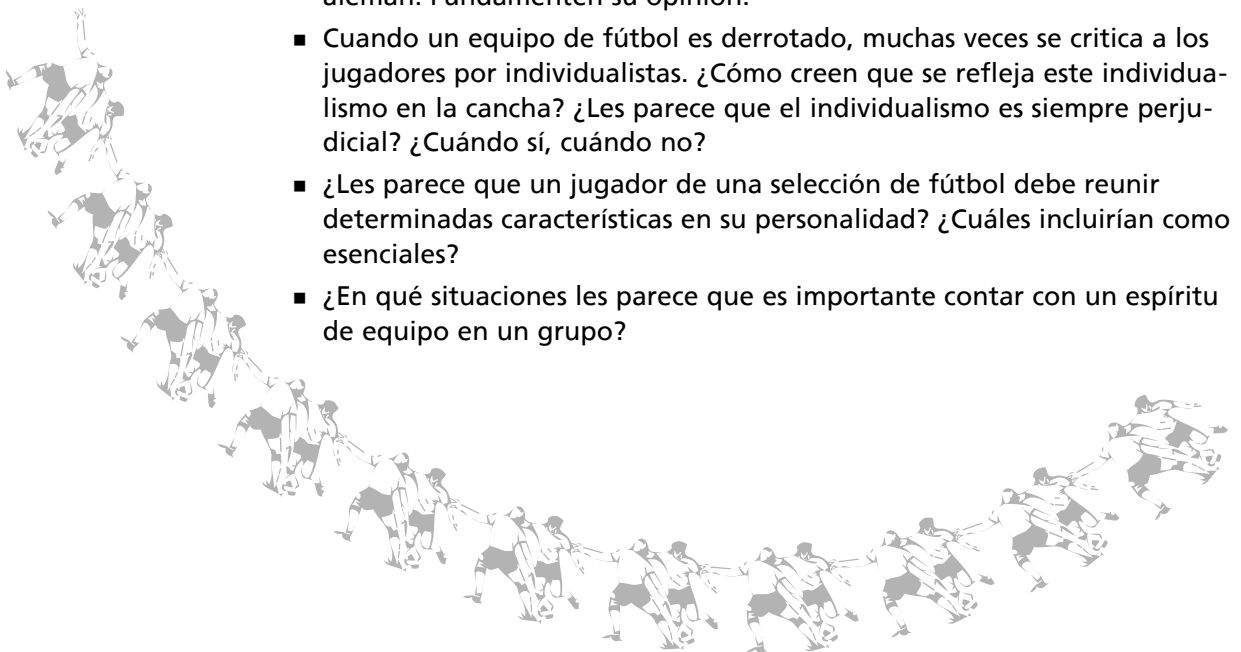 alemán. Fundamenten su opinión.
■ Cuando un equipo de fútbol es derrotado, muchas veces se critica a los
jugadores por individualistas. ¿Cómo creen que se refleja este individua-
lismo en la cancha? ¿Les parece que el individualismo es siempre perju-
dicial? ¿Cuándo sí, cuándo no?
■ ¿Les parece que un jugador de una selección de fútbol debe reunir
determinadas características en su personalidad? ¿Cuáles incluirían como
esenciales?
■ ¿En qué situaciones les parece que es importante contar con un espíritu
de equipo en un grupo?